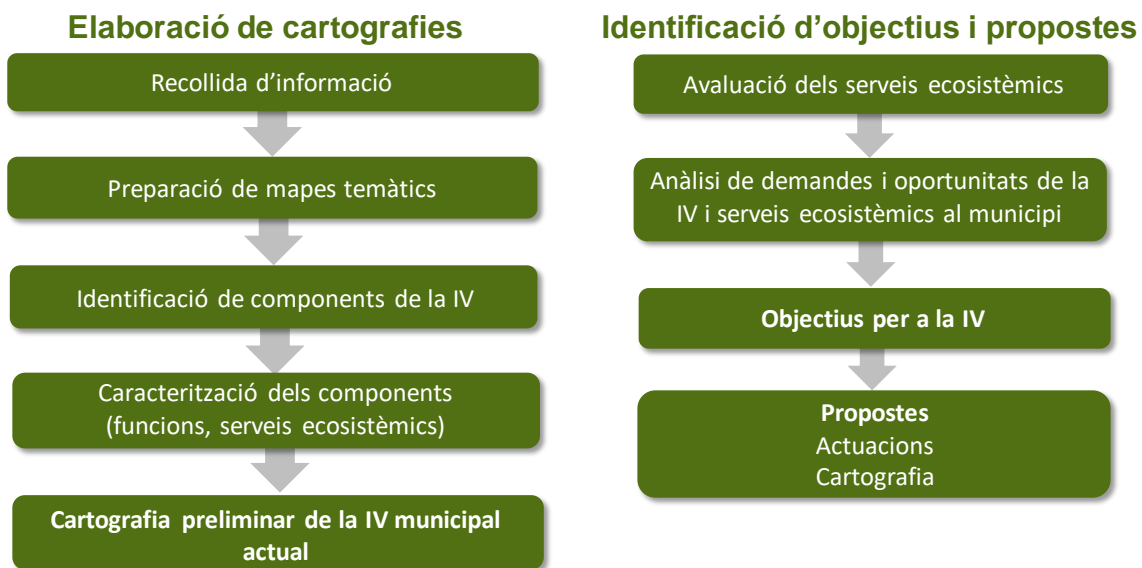 Elaboració de cartografies
Recollida d'informació
Preparació de mapes temàtics
Identificació de components de la IV
Caracterització dels components
(funcions, serveis ecosistèmics)
Cartografia preliminar de la IV municipal
actual
Identificació d’objectius i propostes
Avaluació dels serveis ecosistèmics
Anàlisi de demandes i oportunitats de la
IV i serveis ecosistèmics al municipi
Objectius per a la IV
Propostes
Actuacions
Cartografia